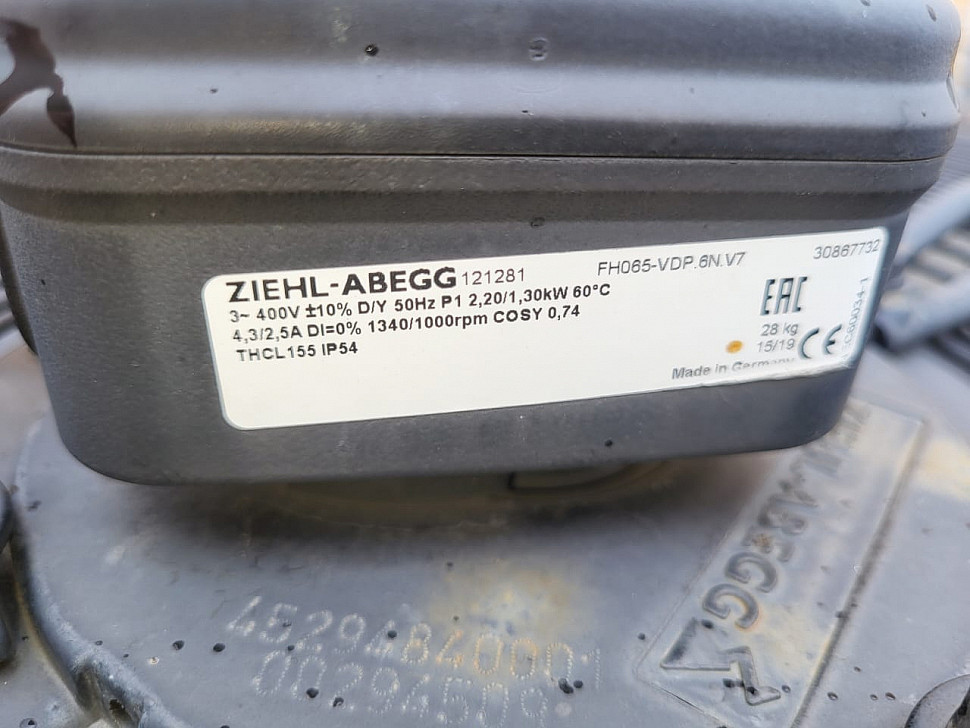 ZIEHL-ABEGG 121281 FH065-VDP.6N.V7 30867732
3~ 400V ±10% D/Y 50Hz P1 2,20/1,30kW 60°C
4,3/2,5A DI=0% 1340/1000rpm COSY 0,74
THCL155 IP54
EAC
28 kg
15/19 CE
Made in Germany
45294840001
00294509
ZIEHL-ABEGG